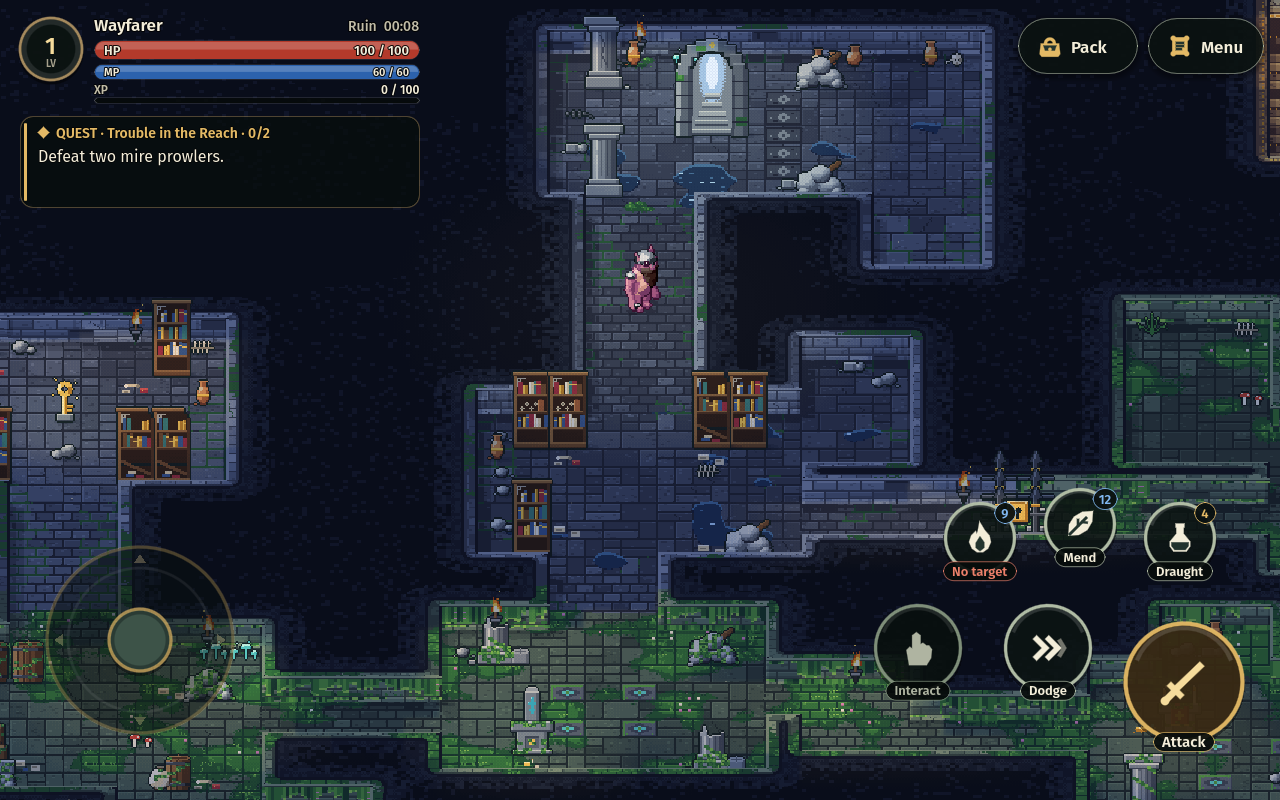 1
LV
Wayfarer
Ruin 00:08
HP 100 / 100
MP 60 / 60
XP 0 / 100
QUEST · Trouble in the Reach · 0/2
Defeat two mire prowlers.
Pack
Menu
9
No target
12
Mend
4
Draught
Interact
Dodge
Attack